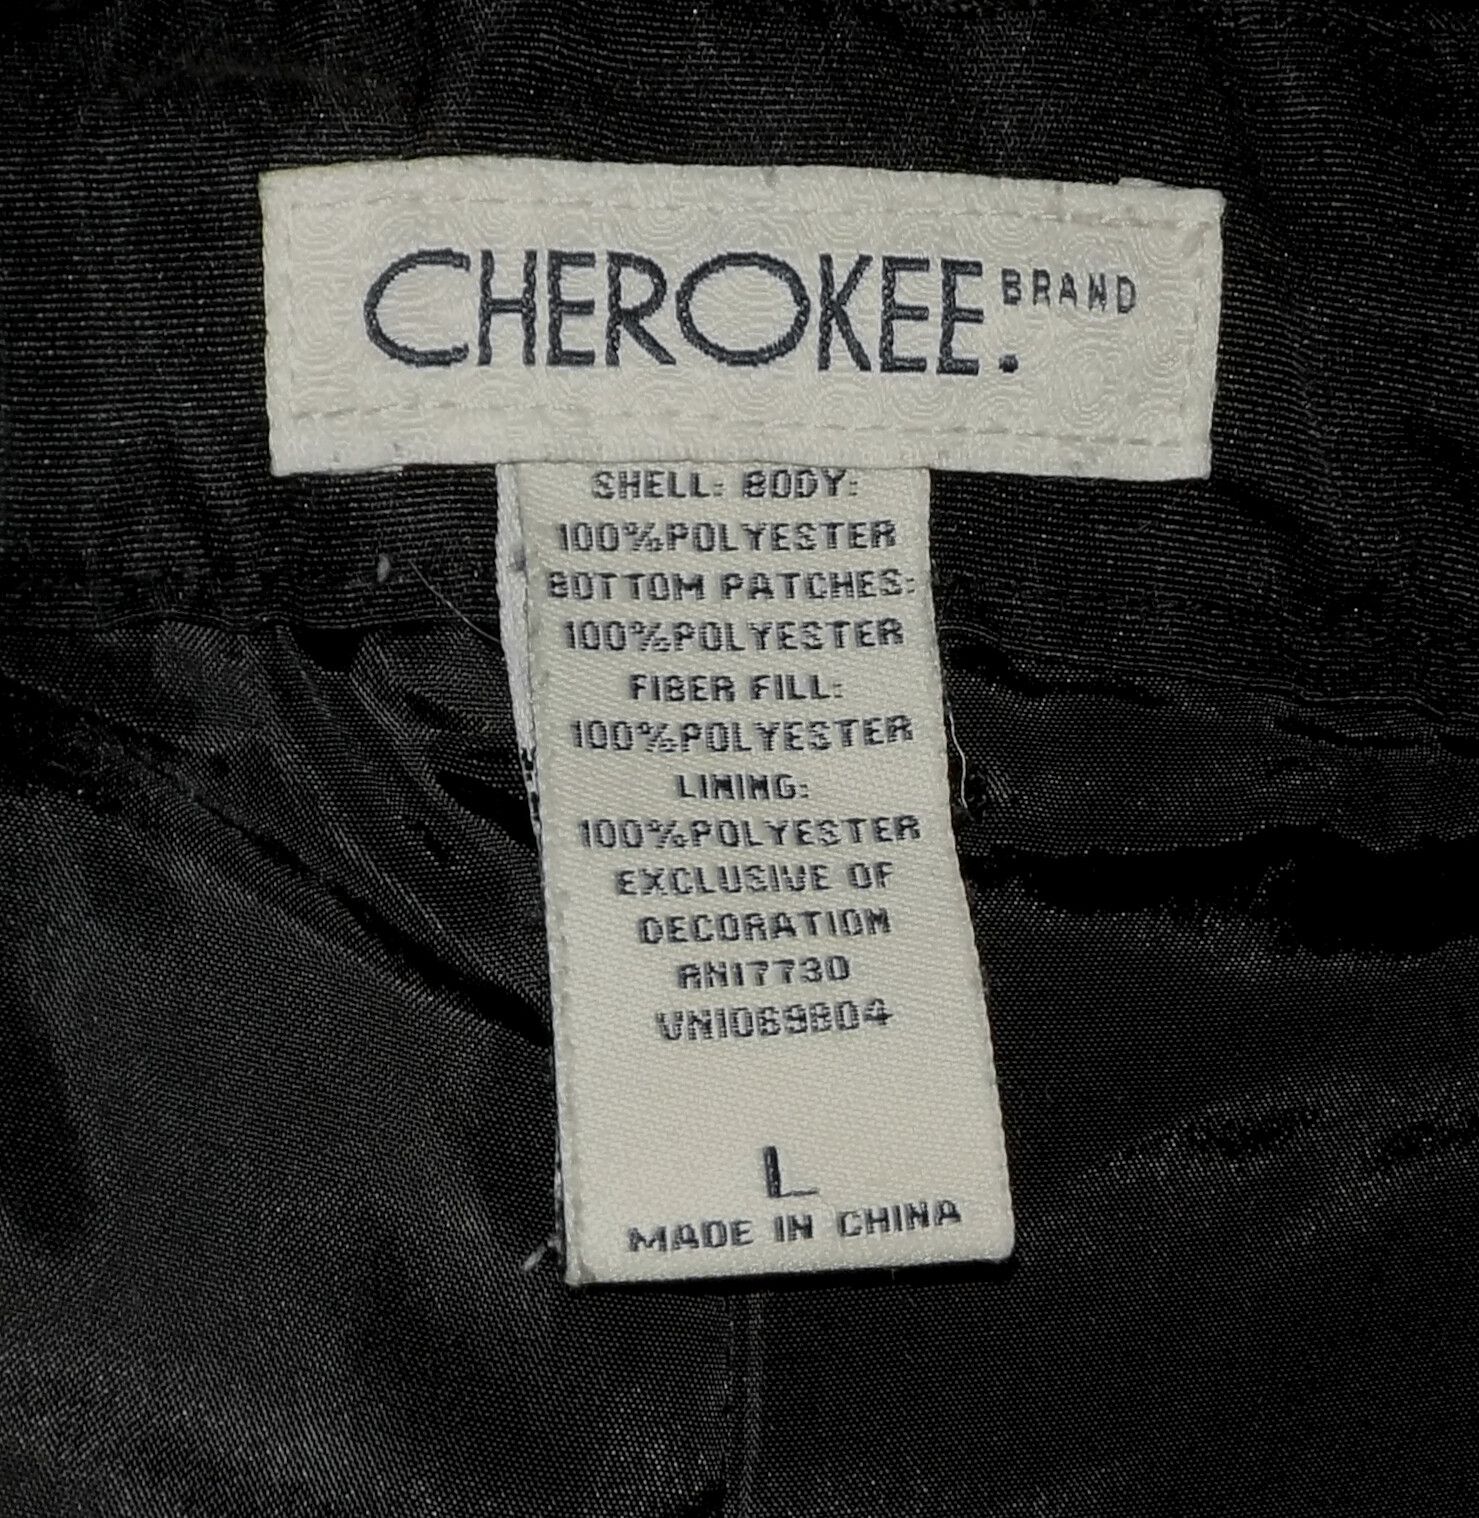 CHEROKEE. BRAND
SHELL: BODY:
100%POLYESTER
BOTTOM PATCHES:
100%POLYESTER
FIBER FILL:
100%POLYESTER
LINING:
100%POLYESTER
EXCLUSIVE OF
DECORATION
RN17730
VN1069804
L
MADE IN CHINA